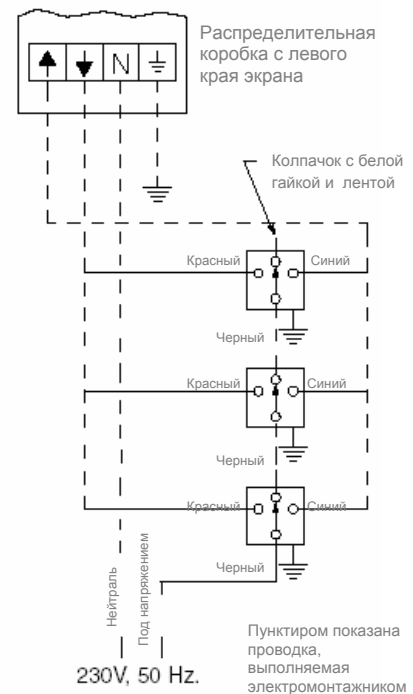 Распределительная
коробка с левого
края экрана
N
Колпачок с белой
гайкой и лентой
Красный Синий
Черный
Красный Синий
Черный
Красный Синий
Черный
Нейтраль
Под напряжением
230V, 50 Hz.
Пунктиром показана
проводка,
выполняемая
электромонтажником